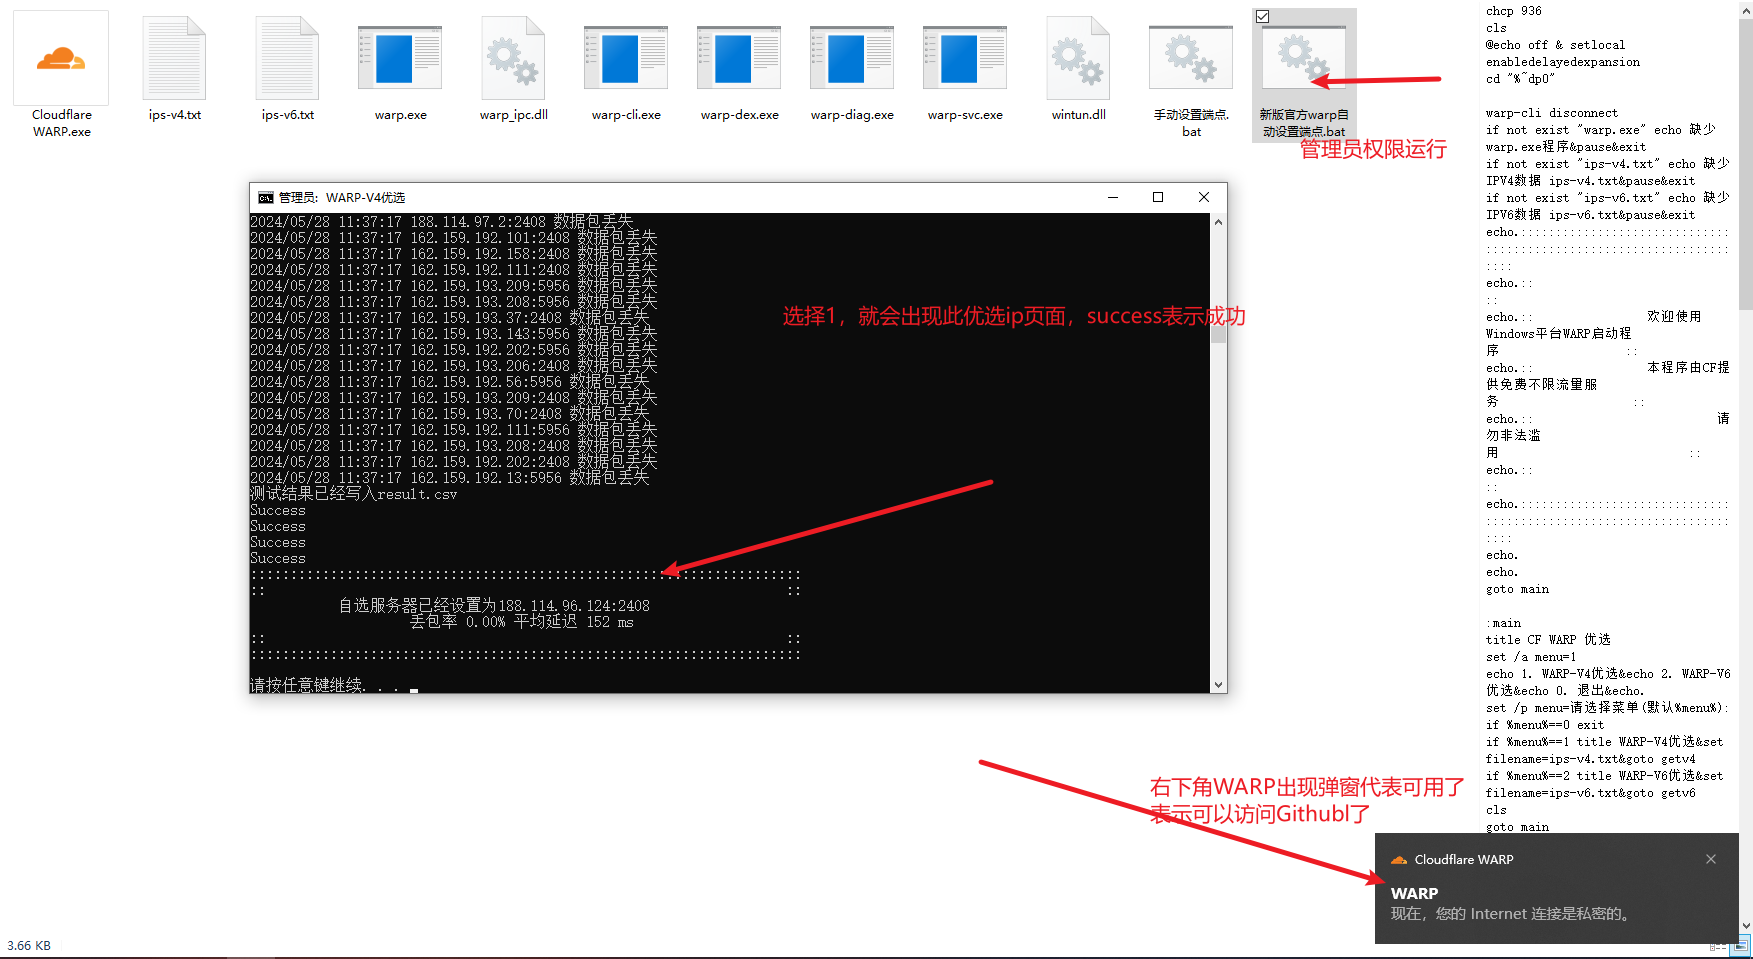 Cloudflare
WARP.exe
ips-v4.txt
ips-v6.txt
warp.exe
warp_ipc.dll
warp-cli.exe
warp-dex.exe
warp-diag.exe
warp-svc.exe
wintun.dll
手动设置端点.
bat
新版官方warp自
动设置端点.bat
管理员权限运行
管理员: WARP-V4优选
2024/05/28 11:37:17 188.114.97.2:2408 数据包丢失
2024/05/28 11:37:17 162.159.192.101:2408 数据包丢失
2024/05/28 11:37:17 162.159.192.158:2408 数据包丢失
2024/05/28 11:37:17 162.159.192.111:2408 数据包丢失
2024/05/28 11:37:17 162.159.193.209:5956 数据包丢失
2024/05/28 11:37:17 162.159.193.208:5956 数据包丢失
2024/05/28 11:37:17 162.159.193.37:2408 数据包丢失
2024/05/28 11:37:17 162.159.193.143:5956 数据包丢失
2024/05/28 11:37:17 162.159.192.202:5956 数据包丢失
2024/05/28 11:37:17 162.159.193.206:2408 数据包丢失
2024/05/28 11:37:17 162.159.192.56:5956 数据包丢失
2024/05/28 11:37:17 162.159.193.209:2408 数据包丢失
2024/05/28 11:37:17 162.159.193.70:2408 数据包丢失
2024/05/28 11:37:17 162.159.192.111:5956 数据包丢失
2024/05/28 11:37:17 162.159.193.208:2408 数据包丢失
2024/05/28 11:37:17 162.159.192.202:2408 数据包丢失
2024/05/28 11:37:17 162.159.192.13:5956 数据包丢失
测试结果已经写入result.csv
Success
Success
Success
Success
:::::::::::::::::::::::::::::::::::::::::::::::::::::::::::::::::::::
:: ::
自选服务器已经设置为188.114.96.124:2408
丢包率 0.00% 平均延迟 152 ms
:: ::
:::::::::::::::::::::::::::::::::::::::::::::::::::::::::::::::::::::
请按任意键继续. . .
选择1，就会出现此优选ip页面，success表示成功
右下角WARP出现弹窗代表可用了
表示可以访问Githubl了
chcp 936
cls
@echo off & setlocal
enabledelayedexpansion
cd "%~dp0"
warp-cli disconnect
if not exist "warp.exe" echo 缺少
warp.exe程序&pause&exit
if not exist "ips-v4.txt" echo 缺少
IPV4数据 ips-v4.txt&pause&exit
if not exist "ips-v6.txt" echo 缺少
IPV6数据 ips-v6.txt&pause&exit
echo.::::::::::::::::::::::::::
:::::::::::::::::::::::::::::::
::::
echo.::
::
echo.:: 欢迎使用
Windows平台WARP启动程
序 ::
echo.:: 本程序由CF提
供免费不限流量服
务 ::
echo.:: 请
勿非法滥
用 ::
echo.::
::
echo.::::::::::::::::::::::::::
:::::::::::::::::::::::::::::::
::::
echo.
echo.
goto main
:main
title CF WARP 优选
set /a menu=1
echo 1. WARP-V4优选&echo 2. WARP-V6
优选&echo 0. 退出&echo.
set /p menu=请选择菜单(默认%menu%):
if %menu%==0 exit
if %menu%==1 title WARP-V4优选&set
filename=ips-v4.txt&goto getv4
if %menu%==2 title WARP-V6优选&set
filename=ips-v6.txt&goto getv6
cls
goto main
Cloudflare WARP
WARP
现在，您的 Internet 连接是私密的。
3.66 KB